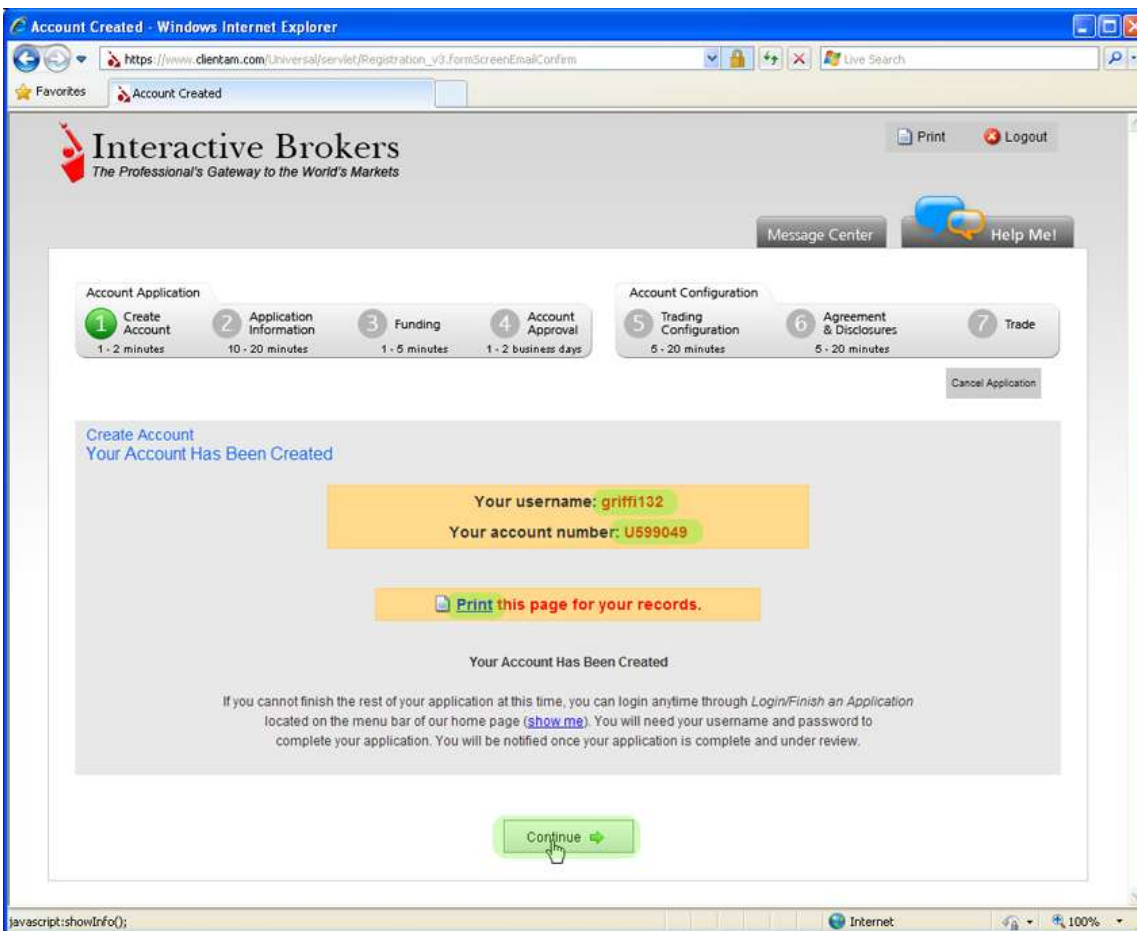 Account Created - Windows Internet Explorer
https://www.clientam.com/Universal/servlet/Registration_v3.formScreenEmailConfirm
Live Search
Favorites
Account Created
Interactive Brokers
The Professional's Gateway to the World's Markets
Print
Logout
Message Center
Help Me!
Account Application
1 Create Account
1 - 2 minutes
2 Application Information
10 - 20 minutes
3 Funding
1 - 5 minutes
4 Account Approval
1 - 2 business days
Account Configuration
5 Trading Configuration
5 - 20 minutes
6 Agreement & Disclosures
5 - 20 minutes
7 Trade
Cancel Application
Create Account
Your Account Has Been Created
Your username: griffi132
Your account number: U599049
Print this page for your records.
Your Account Has Been Created
If you cannot finish the rest of your application at this time, you can login anytime through Login/Finish an Application
located on the menu bar of our home page (show me). You will need your username and password to
complete your application. You will be notified once your application is complete and under review.
Continue
javascript:showInfo();
Internet
100%